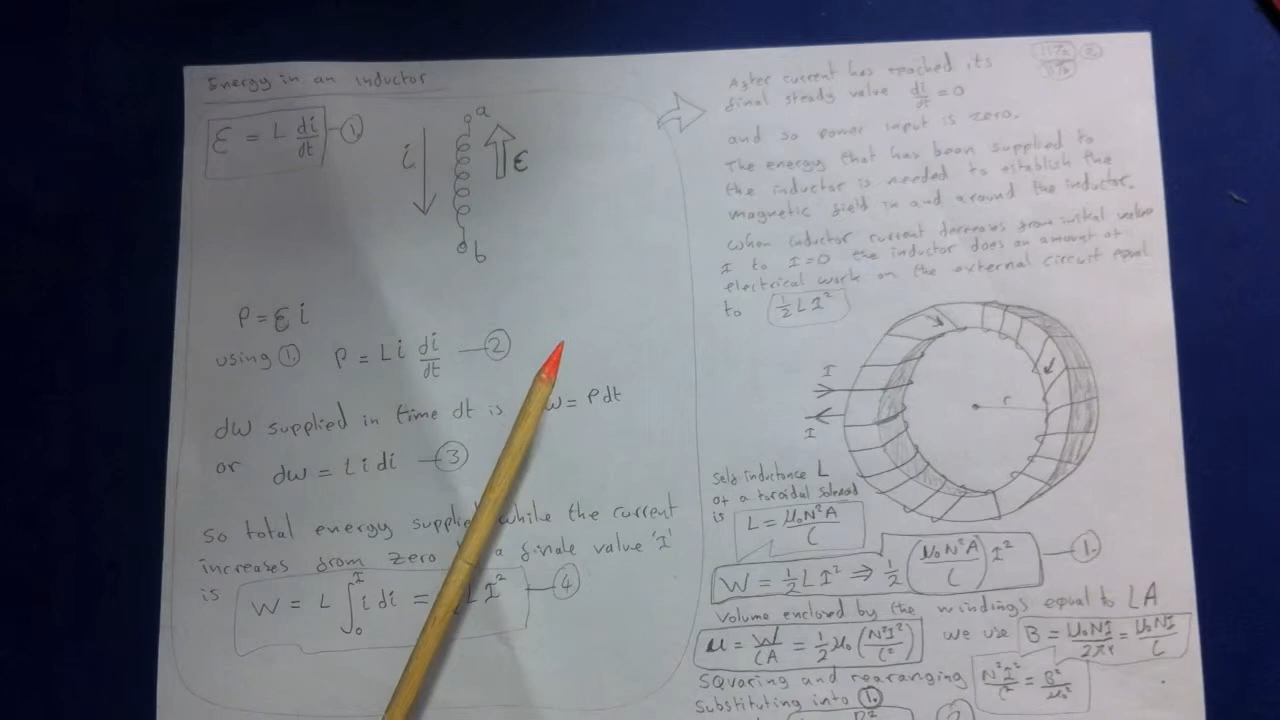 Energy in an inductor
ε = L di/dt — ①
a
i
ε
b
P = εi
using ① P = Li di/dt — ②
dW supplied in time dt is w = Pdt
or dw = Li di — ③
So total energy supplied while the current
increases from zero a finale value 'I'
is W = L ∫₀ᴵ i di = LI² — ④
After current has reached its
final steady value di/dt = 0
and so power input is zero.
The energy that has been supplied to
the inductor is needed to establish the
magnetic field in and around the inductor.
When inductor current decreases from initial value
I to I=0 the inductor does an amount of
electrical work on the external circuit equal
to ½LI²
I
I
r
Self inductance L
of a toroidal solenoid
is L = μ₀N²A/l
W = ½LI² ⇒ ½(μ₀N²A/l)I² — ①.
Volume enclosed by the windings equal to lA
u = W/lA = ½μ₀(N²I²/l²) we use B = μ₀NI/2πr = μ₀NI/l
Squaring and rearranging N²I²/l² = B²/μ₀²
substituting into ①.
B²